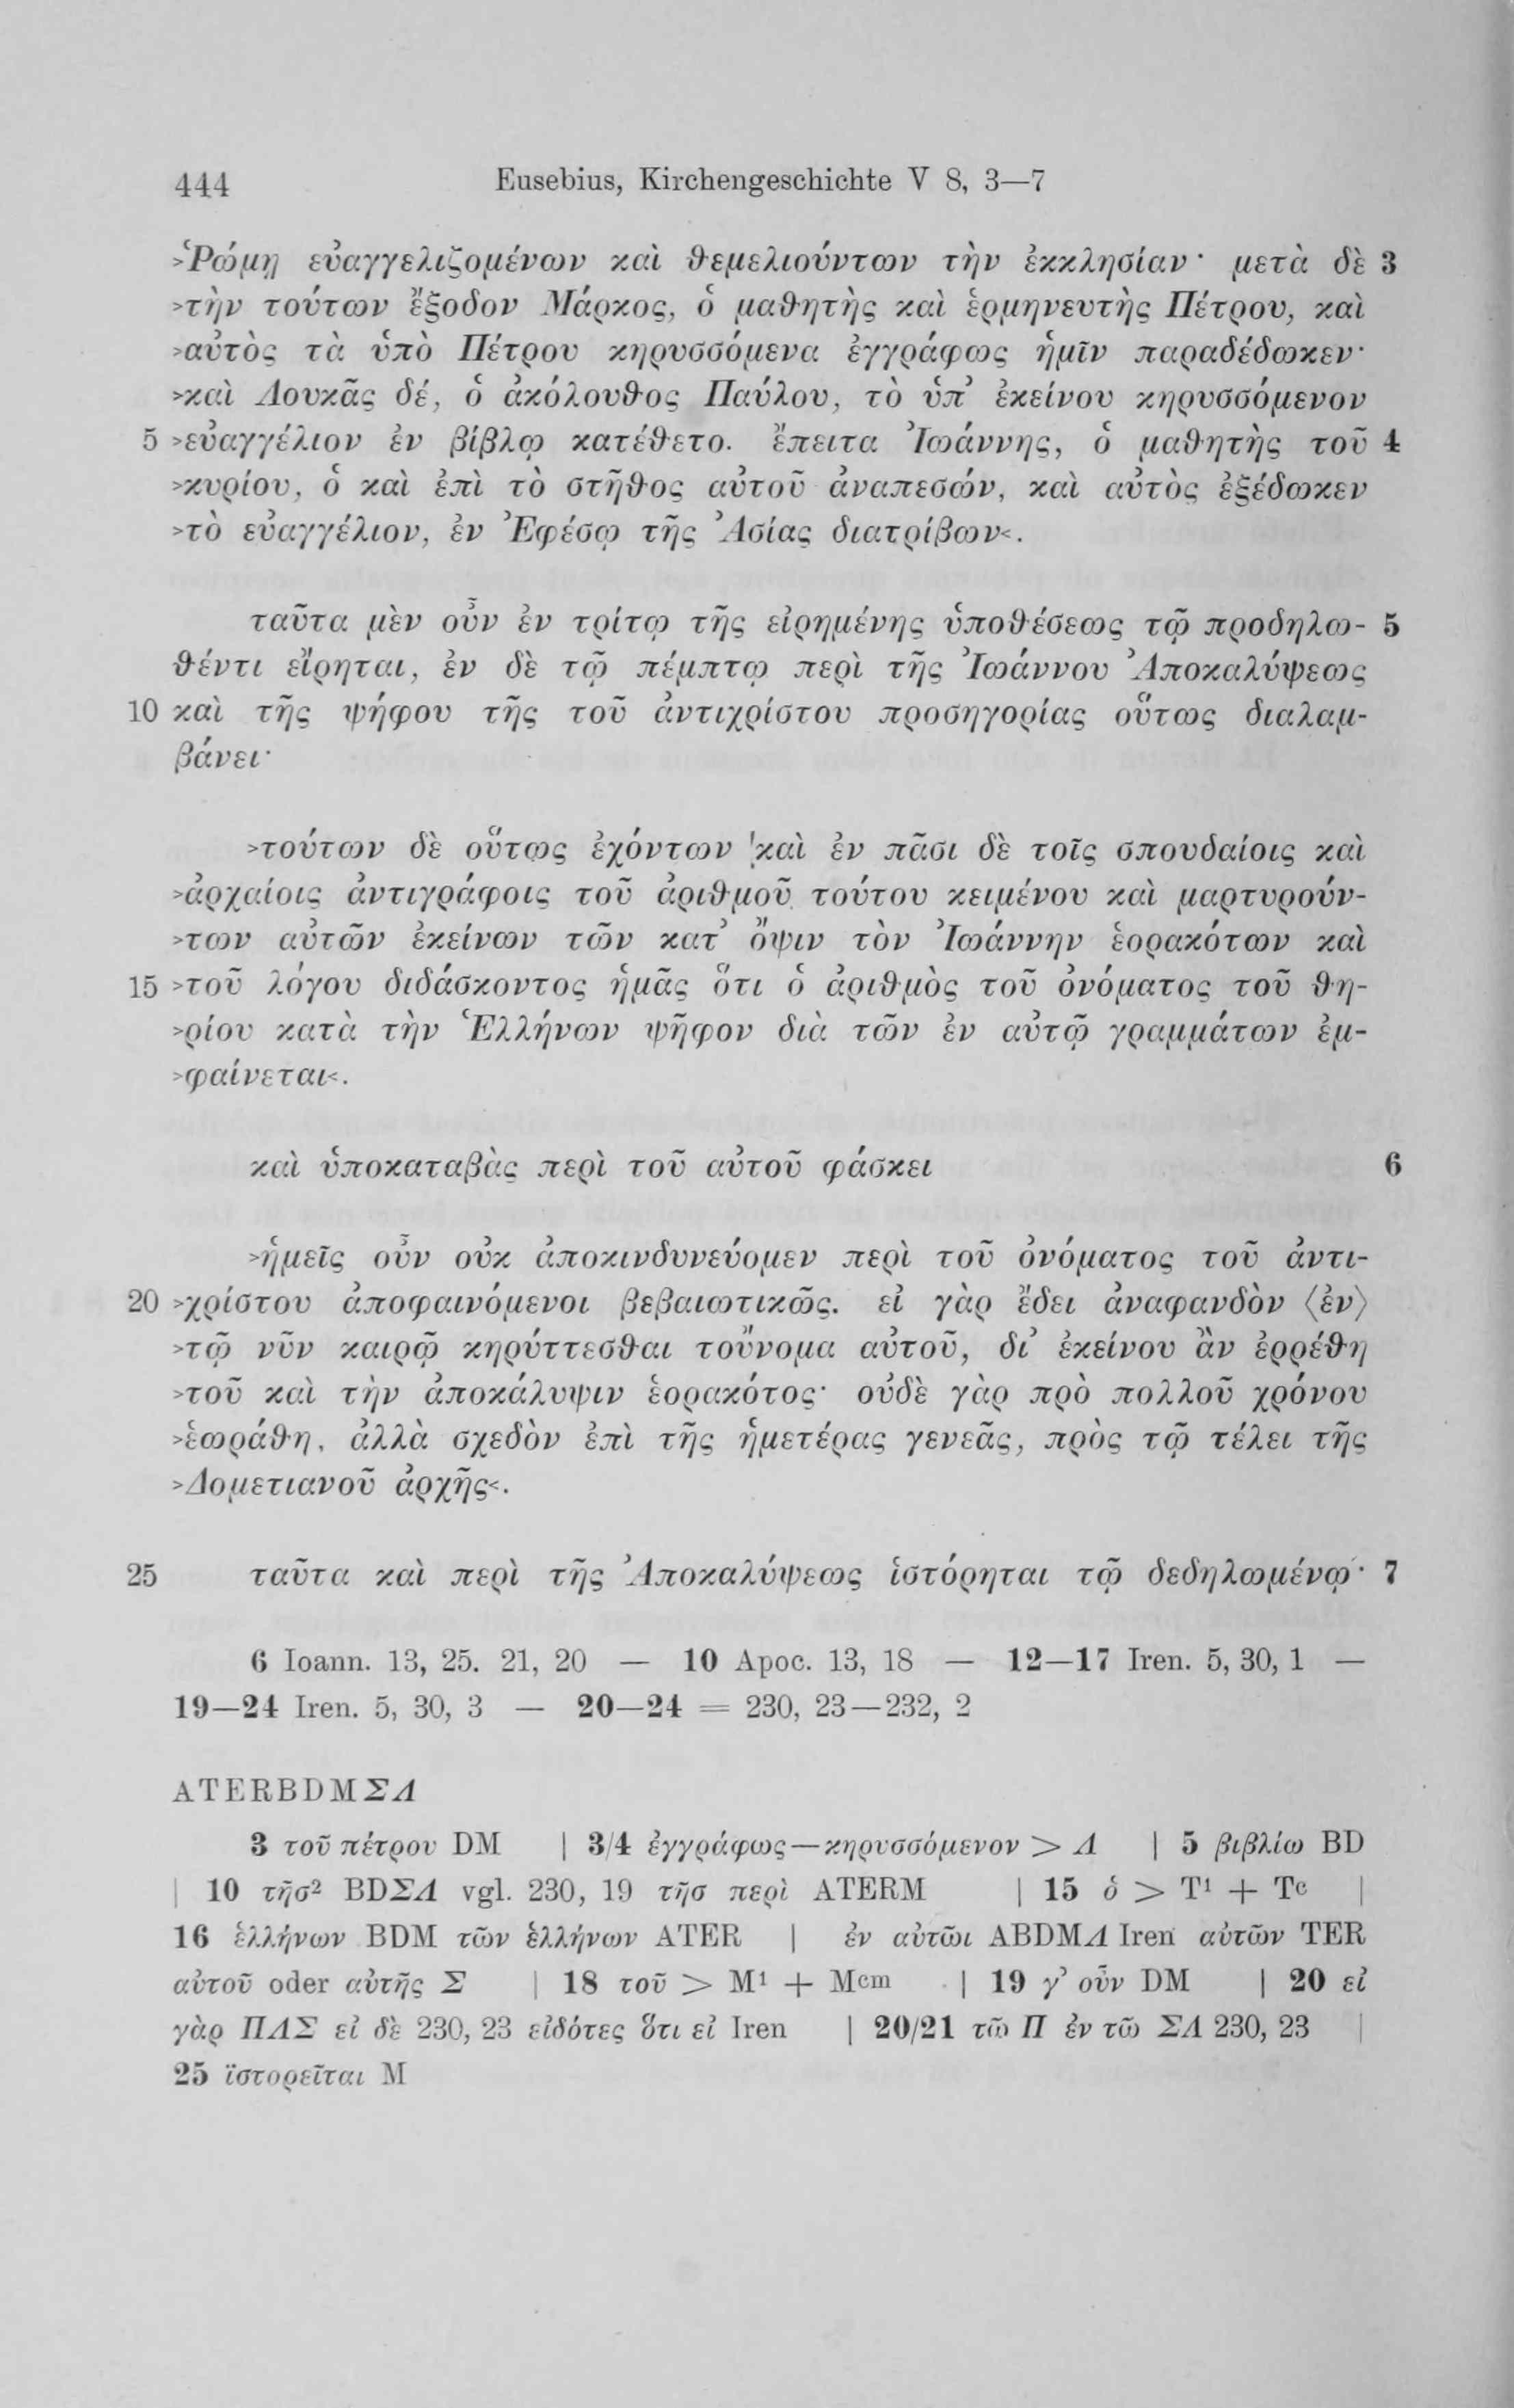 444 Eusebius, Kirchengeschichte V 8, 3—7
>Ῥώμῃ εὐαγγελιζομένων καὶ θεμελιούντων τὴν ἐκκλησίαν· μετὰ δὲ 3
>τὴν τούτων ἔξοδον Μάρκος, ὁ μαθητὴς καὶ ἑρμηνευτὴς Πέτρου, καὶ
>αὐτὸς τὰ ὑπὸ Πέτρου κηρυσσόμενα ἐγγράφως ἡμῖν παραδέδωκεν·
>καὶ Λουκᾶς δέ, ὁ ἀκόλουθος Παύλου, τὸ ὑπ’ ἐκείνου κηρυσσόμενον
5 >εὐαγγέλιον ἐν βίβλῳ κατέθετο. ἔπειτα Ἰωάννης, ὁ μαθητὴς τοῦ 4
>κυρίου, ὁ καὶ ἐπὶ τὸ στῆθος αὐτοῦ ἀναπεσών, καὶ αὐτὸς ἐξέδωκεν
>τὸ εὐαγγέλιον, ἐν Ἐφέσῳ τῆς Ἀσίας διατρίβων<.
ταῦτα μὲν οὖν ἐν τρίτῳ τῆς εἰρημένης ὑποθέσεως τῷ προδηλω- 5
θέντι εἴρηται, ἐν δὲ τῷ πέμπτῳ περὶ τῆς Ἰωάννου Ἀποκαλύψεως
10 καὶ τῆς ψήφου τῆς τοῦ ἀντιχρίστου προσηγορίας οὕτως διαλαμ-
βάνει·
>τούτων δὲ οὕτως ἐχόντων καὶ ἐν πᾶσι δὲ τοῖς σπουδαίοις καὶ
>ἀρχαίοις ἀντιγράφοις τοῦ ἀριθμοῦ τούτου κειμένου καὶ μαρτυρούν-
>των αὐτῶν ἐκείνων τῶν κατ’ ὄψιν τὸν Ἰωάννην ἑορακότων καὶ
15 >τοῦ λόγου διδάσκοντος ἡμᾶς ὅτι ὁ ἀριθμὸς τοῦ ὀνόματος τοῦ θη-
>ρίου κατὰ τὴν Ἑλλήνων ψῆφον διὰ τῶν ἐν αὐτῷ γραμμάτων ἐμ-
>φαίνεται<.
καὶ ὑποκαταβὰς περὶ τοῦ αὐτοῦ φάσκει 6
>ἡμεῖς οὖν οὐκ ἀποκινδυνεύομεν περὶ τοῦ ὀνόματος τοῦ ἀντι-
20 >χρίστου ἀποφαινόμενοι βεβαιωτικῶς. εἰ γὰρ ἔδει ἀναφανδὸν ⟨ἐν⟩
>τῷ νῦν καιρῷ κηρύττεσθαι τοὔνομα αὐτοῦ, δι’ ἐκείνου ἂν ἐρρέθη
>τοῦ καὶ τὴν ἀποκάλυψιν ἑορακότος· οὐδὲ γὰρ πρὸ πολλοῦ χρόνου
>ἑωράθη, ἀλλὰ σχεδὸν ἐπὶ τῆς ἡμετέρας γενεᾶς, πρὸς τῷ τέλει τῆς
>Δομετιανοῦ ἀρχῆς<.
25 ταῦτα καὶ περὶ τῆς Ἀποκαλύψεως ἱστόρηται τῷ δεδηλωμένῳ· 7
6 Ioann. 13, 25. 21, 20 — 10 Apoc. 13, 18 — 12—17 Iren. 5, 30, 1 —
19—24 Iren. 5, 30, 3 — 20—24 = 230, 23—232, 2
ATERBDMΣΛ
3 τοῦ πέτρου DM | 3/4 ἐγγράφως—κηρυσσόμενον > Λ | 5 βιβλίω BD
| 10 τῆσ² BDΣΛ vgl. 230, 19 τῆσ περὶ ATERM | 15 ὁ > T¹ + Tᶜ |
16 ἑλλήνων BDM τῶν ἑλλήνων ATER | ἐν αὐτῶι ABDMΛ Iren αὐτῶν TER
αὐτοῦ oder αὐτῆς Σ | 18 τοῦ > M¹ + Mᶜᵐ | 19 γ’ οὖν DM | 20 εἰ
γὰρ ΠΛΣ εἰ δὲ 230, 23 εἰδότες ὅτι εἰ Iren | 20/21 τῶ Π ἐν τῶ ΣΛ 230, 23 |
25 ἵστορεῖται M